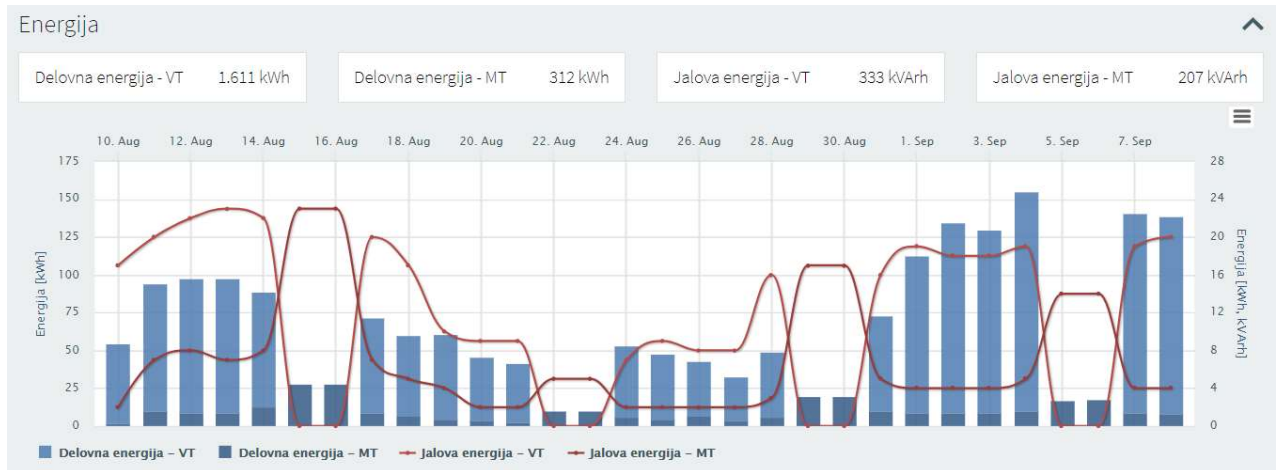 Energija
Delovna energija - VT 1.611 kWh
Delovna energija - MT 312 kWh
Jalova energija - VT 333 kVArh
Jalova energija - MT 207 kVArh
10. Aug 12. Aug 14. Aug 16. Aug 18. Aug 20. Aug 22. Aug 24. Aug 26. Aug 28. Aug 30. Aug 1. Sep 3. Sep 5. Sep 7. Sep
175 28
150 24
125 20
100 16
75 12
50 8
25 4
0 0
Energija [kWh]
Energija [kWh, kVArh]
Delovna energija – VT Delovna energija – MT Jalova energija – VT Jalova energija – MT